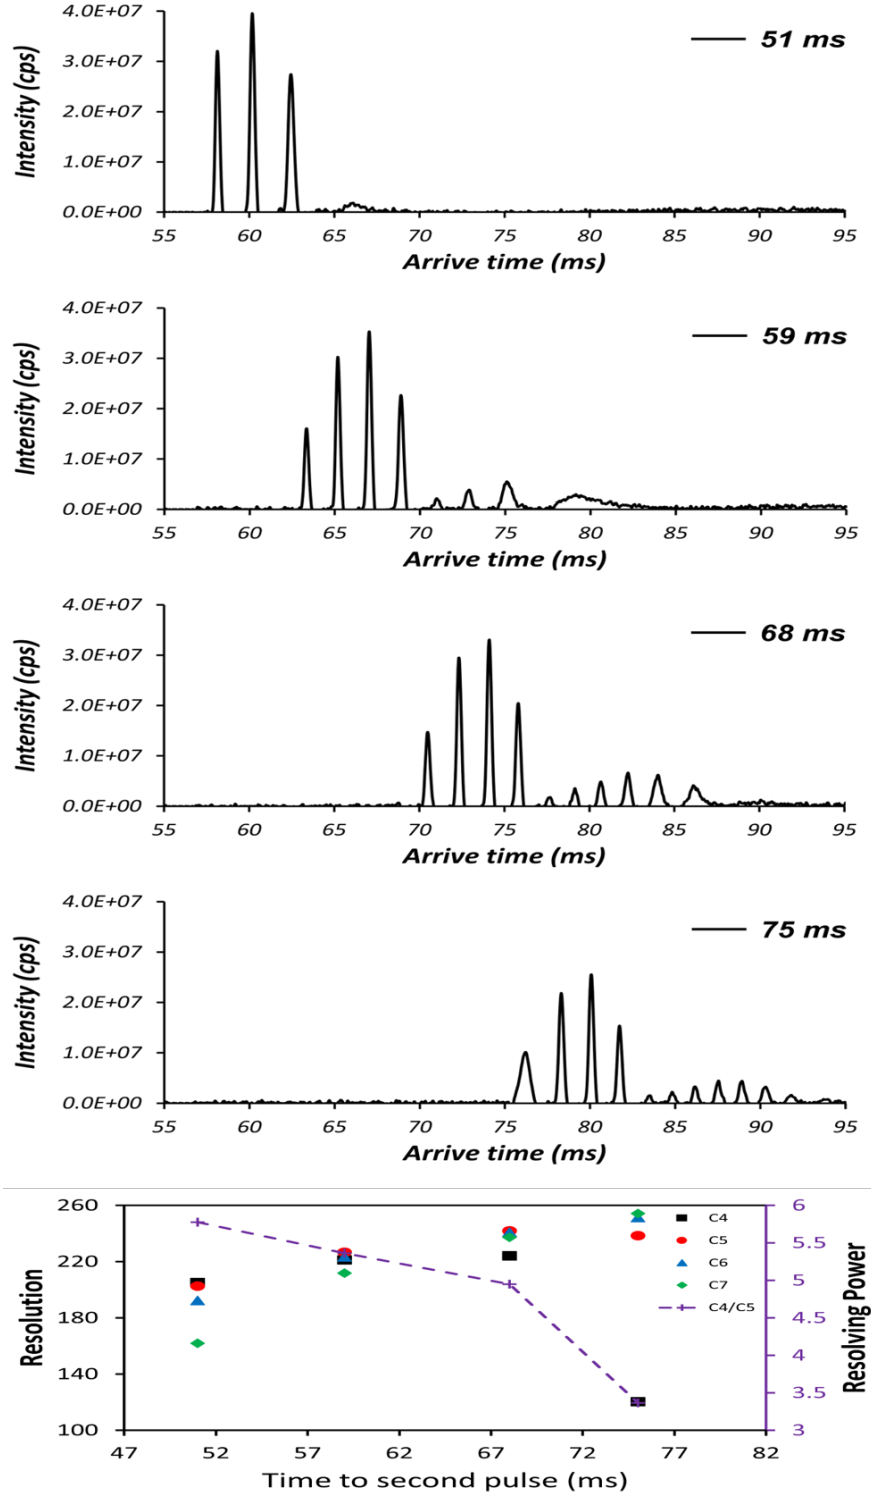 4.0E+07
3.0E+07
2.0E+07
1.0E+07
0.0E+00
Intensity (cps)
51 ms
55 60 65 70 75 80 85 90 95
Arrive time (ms)
4.0E+07
3.0E+07
2.0E+07
1.0E+07
0.0E+00
Intensity (cps)
59 ms
55 60 65 70 75 80 85 90 95
Arrive time (ms)
4.0E+07
3.0E+07
2.0E+07
1.0E+07
0.0E+00
Intensity (cps)
68 ms
55 60 65 70 75 80 85 90 95
Arrive time (ms)
4.0E+07
3.0E+07
2.0E+07
1.0E+07
0.0E+00
Intensity (cps)
75 ms
55 60 65 70 75 80 85 90 95
Arrive time (ms)
260
220
180
140
100
Resolution
C4
C5
C6
C7
C4/C5
6
5.5
5
4.5
4
3.5
3
Resolving Power
47 52 57 62 67 72 77 82
Time to second pulse (ms)